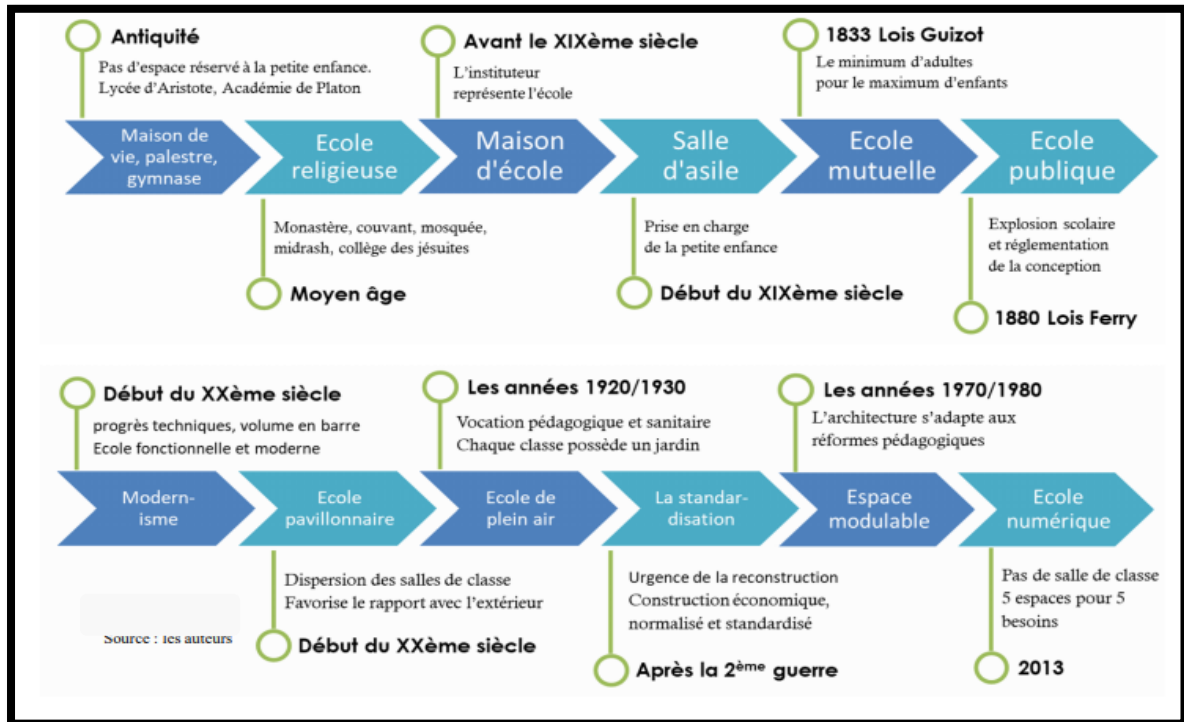 Antiquité
Pas d'espace réservé à la petite enfance.
Lycée d'Aristote, Académie de Platon
Avant le XIXème siècle
L'instituteur
représente l'école
1833 Lois Guizot
Le minimum d'adultes
pour le maximum d'enfants
Maison de
vie, palestre,
gymnase
Ecole
religieuse
Maison
d'école
Salle
d'asile
Ecole
mutuelle
Ecole
publique
Monastère, couvant, mosquée,
midrash, collège des jésuites
Moyen âge
Prise en charge
de la petite enfance
Début du XIXème siècle
Explosion scolaire
et réglementation
de la conception
1880 Lois Ferry
Début du XXème siècle
progrès techniques, volume en barre
Ecole fonctionnelle et moderne
Les années 1920/1930
Vocation pédagogique et sanitaire
Chaque classe possède un jardin
Les années 1970/1980
L'architecture s'adapte aux
réformes pédagogiques
Modern-
isme
Ecole
pavillonnaire
Ecole de
plein air
La standar-
disation
Espace
modulable
Ecole
numérique
Dispersion des salles de classe
Favorise le rapport avec l'extérieur
Début du XXème siècle
Urgence de la reconstruction
Construction économique,
normalisé et standardisé
Après la 2ème guerre
Pas de salle de classe
5 espaces pour 5
besoins
2013
Source : les auteurs